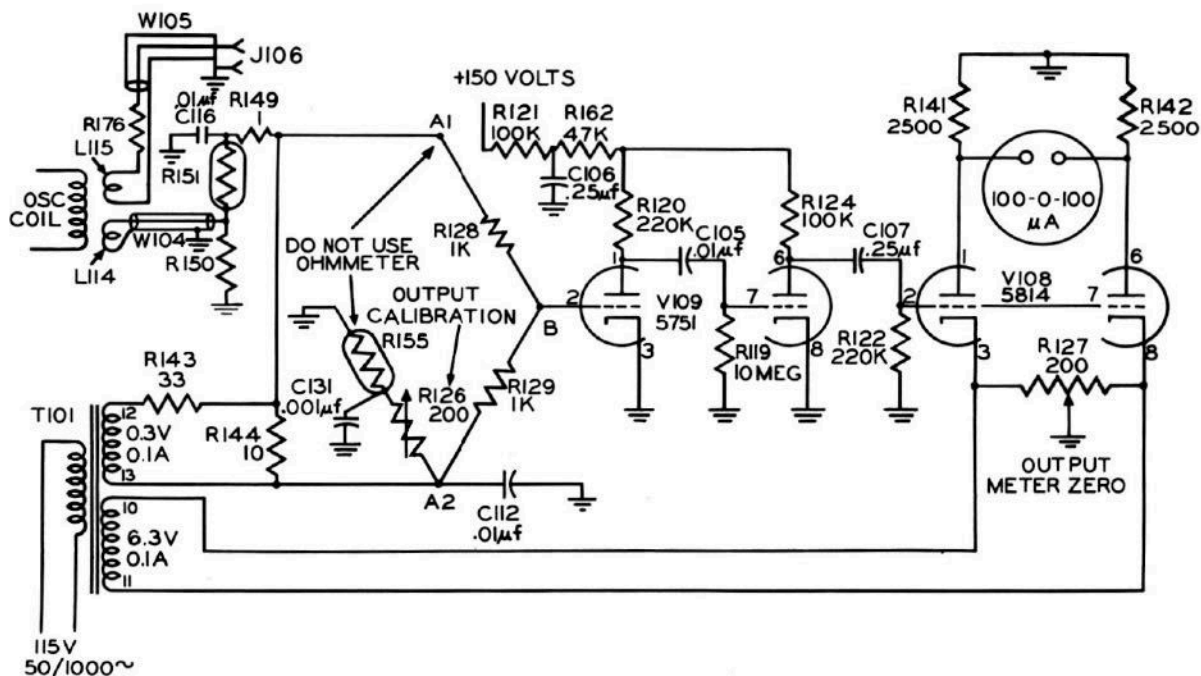 W105
J106
.01µf
C116
R149
1
R176
L115
R151
OSC
COIL
W104
L114
R150
+150 VOLTS
R121
100K
R162
47K
C106
.25µf
A1
R128
1K
DO NOT USE
OHMMETER
OUTPUT
CALIBRATION
R155
C131
.001µf
R126
200
R129
1K
B
A2
C112
.01µf
R120
220K
C105
.01µf
R124
100K
C107
.25µf
1
2
3
V109
5751
R119
10 MEG
6
7
8
R122
220K
R141
2500
R142
2500
100-0-100
µA
1
2
3
V108
5814
6
7
8
R127
200
OUTPUT
METER ZERO
R143
33
T101
12
0.3V
0.1A
13
R144
10
10
6.3V
0.1A
11
115V
50/1000~